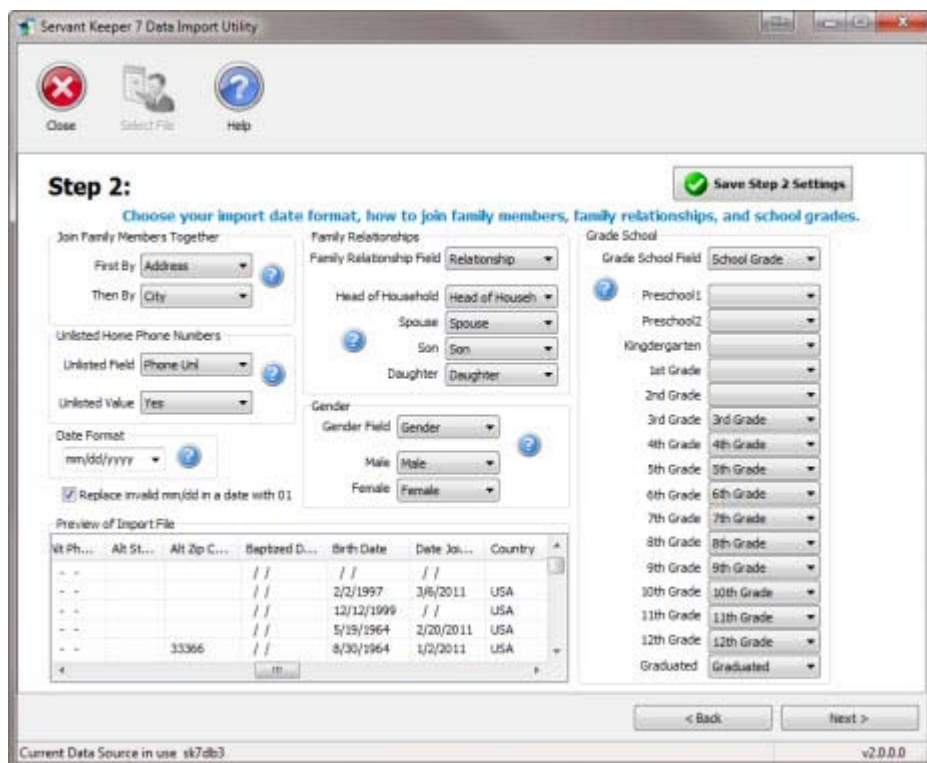 Servant Keeper 7 Data Import Utility
Close
Select File
Help
Step 2:
Save Step 2 Settings
Choose your import date format, how to join family members, family relationships, and school grades.
Join Family Members Together
First By Address
Then By City
Unlisted Home Phone Numbers
Unlisted Field Phone Unl
Unlisted Value Yes
Date Format
mm/dd/yyyy
Replace invalid mm/dd in a date with 01
Family Relationships
Family Relationship Field Relationship
Head of Household Head of Househ
Spouse Spouse
Son Son
Daughter Daughter
Gender
Gender Field Gender
Male Male
Female Female
Grade School
Grade School Field School Grade
Preschool1
Preschool2
Kingdergarten
1st Grade
2nd Grade
3rd Grade 3rd Grade
4th Grade 4th Grade
5th Grade 5th Grade
6th Grade 6th Grade
7th Grade 7th Grade
8th Grade 8th Grade
9th Grade 9th Grade
10th Grade 10th Grade
11th Grade 11th Grade
12th Grade 12th Grade
Graduated Graduated
Preview of Import File
Alt St... Alt Zip C... Baptized D... Birth Date Date Joi... Country
- - / / / / / /
- - / / 2/2/1997 3/6/2011 USA
- - / / 12/12/1999 / / USA
- - / / 5/19/1964 2/20/2011 USA
- - 33366 / / 8/30/1964 1/2/2011 USA
< Back
Next >
Current Data Source in use sk7db3
v2.0.0.0